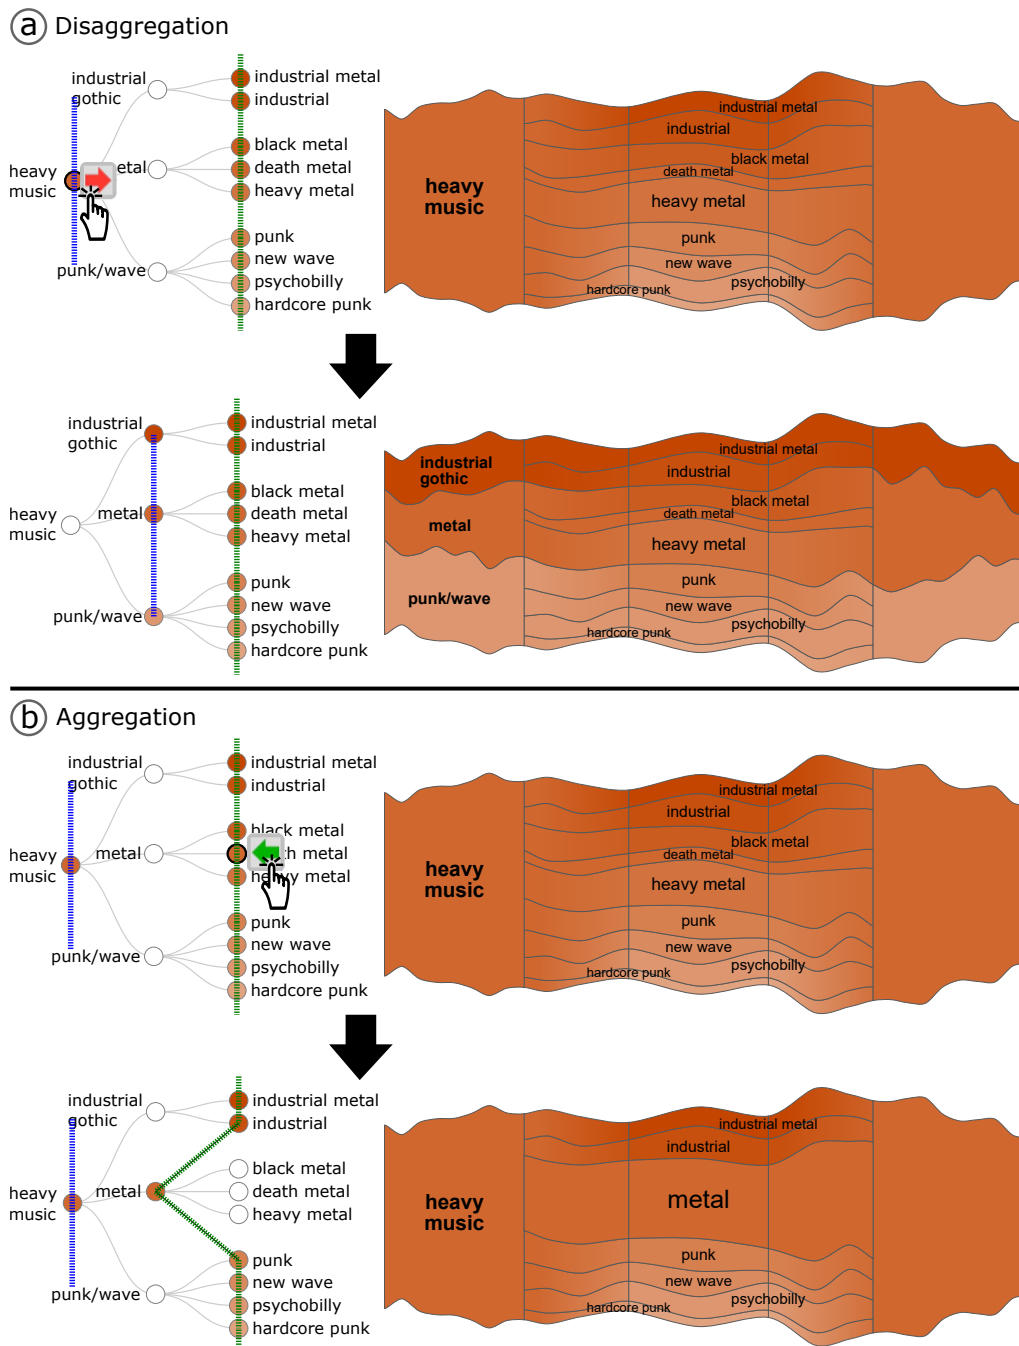 a Disaggregation
industrial
gothic
heavy
music
etal
punk/wave
industrial metal
industrial
black metal
death metal
heavy metal
punk
new wave
psychobilly
hardcore punk
heavy
music
industrial metal
industrial
black metal
death metal
heavy metal
punk
new wave
psychobilly
hardcore punk
industrial
gothic
heavy
music
metal
punk/wave
industrial metal
industrial
black metal
death metal
heavy metal
punk
new wave
psychobilly
hardcore punk
industrial
gothic
metal
punk/wave
industrial metal
industrial
black metal
death metal
heavy metal
punk
new wave
psychobilly
hardcore punk
b Aggregation
industrial
gothic
heavy
music
metal
punk/wave
industrial metal
industrial
black metal
th metal
heavy metal
punk
new wave
psychobilly
hardcore punk
heavy
music
industrial metal
industrial
black metal
death metal
heavy metal
punk
new wave
psychobilly
hardcore punk
industrial
gothic
heavy
music
metal
punk/wave
industrial metal
industrial
black metal
death metal
heavy metal
punk
new wave
psychobilly
hardcore punk
heavy
music
industrial metal
industrial
metal
punk
new wave
psychobilly
hardcore punk